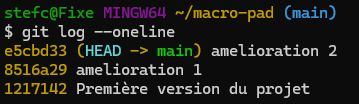 stefc@Fixe MINGW64 ~/macro-pad (main)
$ git log --oneline
e5cbd33 (HEAD -> main) amelioration 2
8516a29 amelioration 1
1217142 Première version du projet